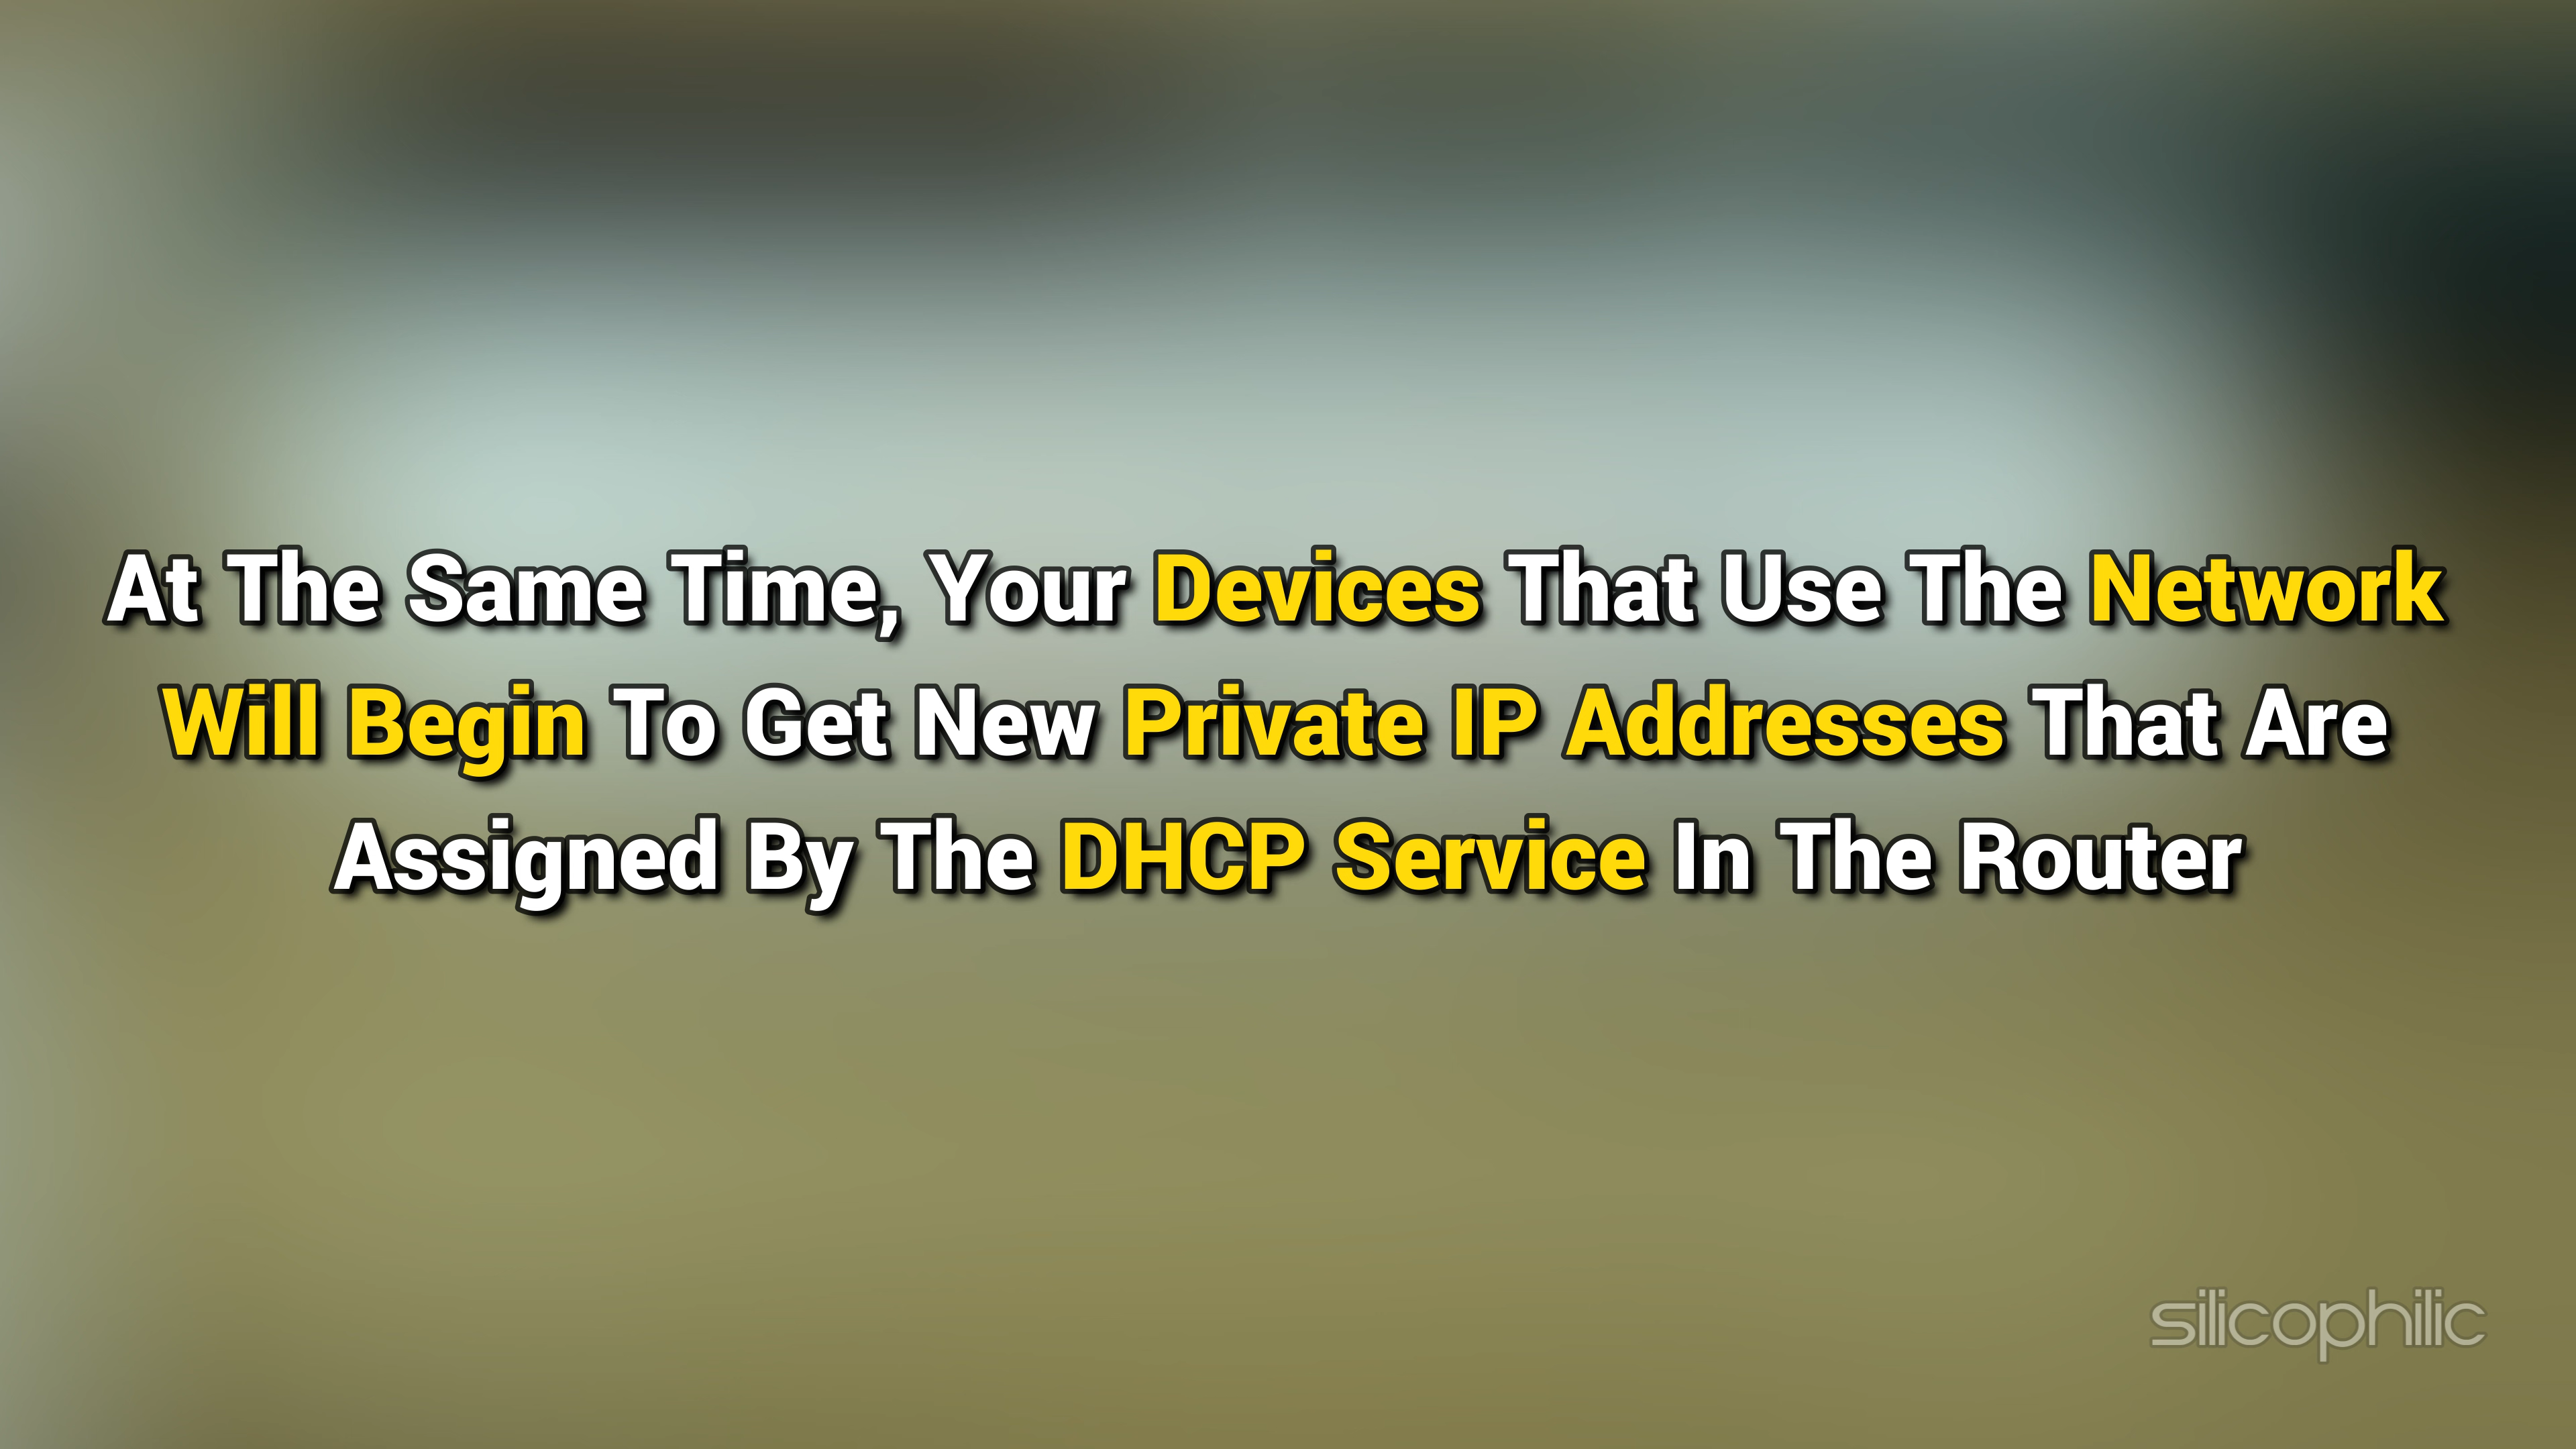 At The Same Time, Your Devices That Use The Network
Will Begin To Get New Private IP Addresses That Are
Assigned By The DHCP Service In The Router
silicophilic